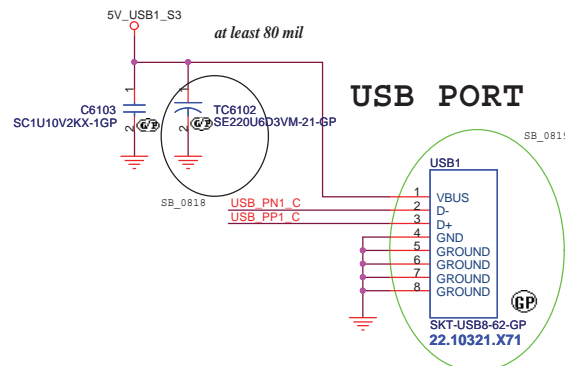 5V_USB1_S3
at least 80 mil
USB PORT
1
1
C6103
SC1U10V2KX-1GP
G/P
TC6102
SE220U6D3VM-21-GP
G/P
2
2
SB_0818
SB_0819
USB1
1 VBUS
USB_PN1_C 2 D-
USB_PP1_C 3 D+
4 GND
5 GROUND
6 GROUND
7 GROUND
8 GROUND
GP
SKT-USB8-62-GP
22.10321.X71